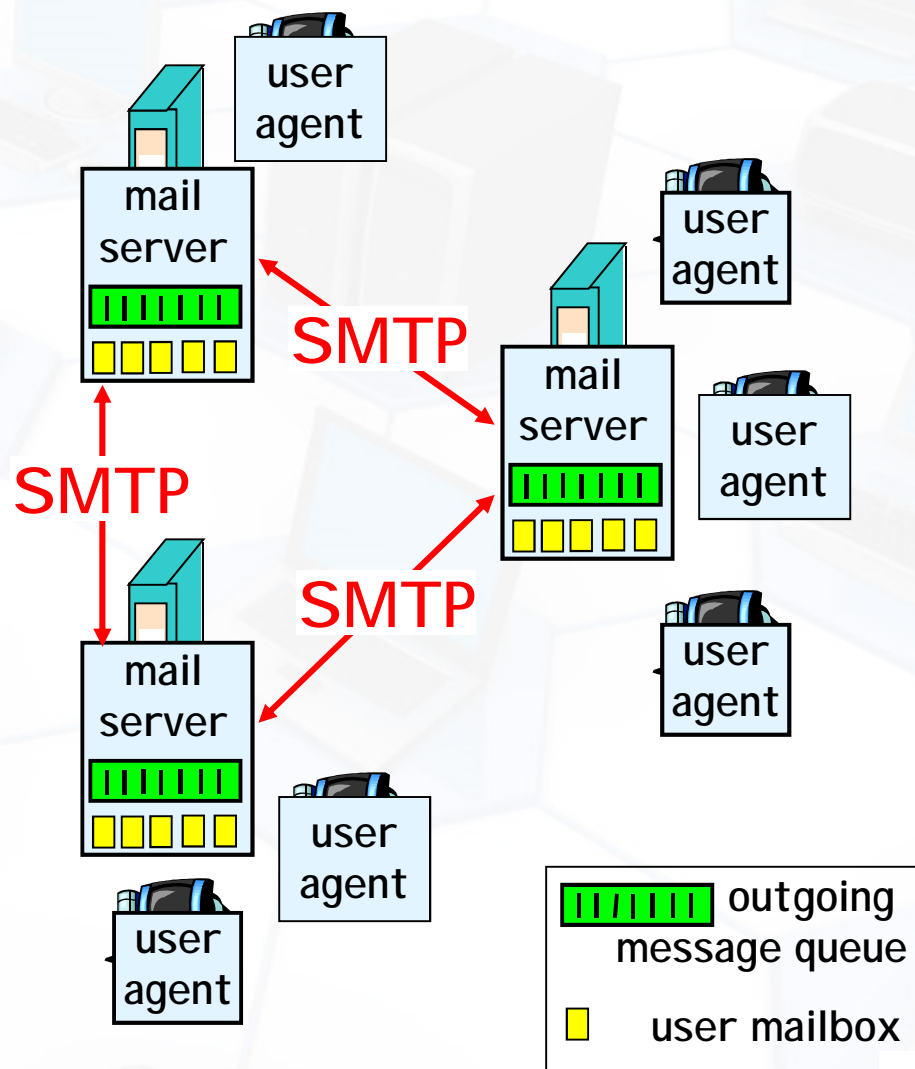 user
agent
mail
server
user
agent
SMTP
mail
server
user
agent
SMTP
SMTP
mail
server
user
agent
user
agent
user
agent
outgoing
message queue
user mailbox